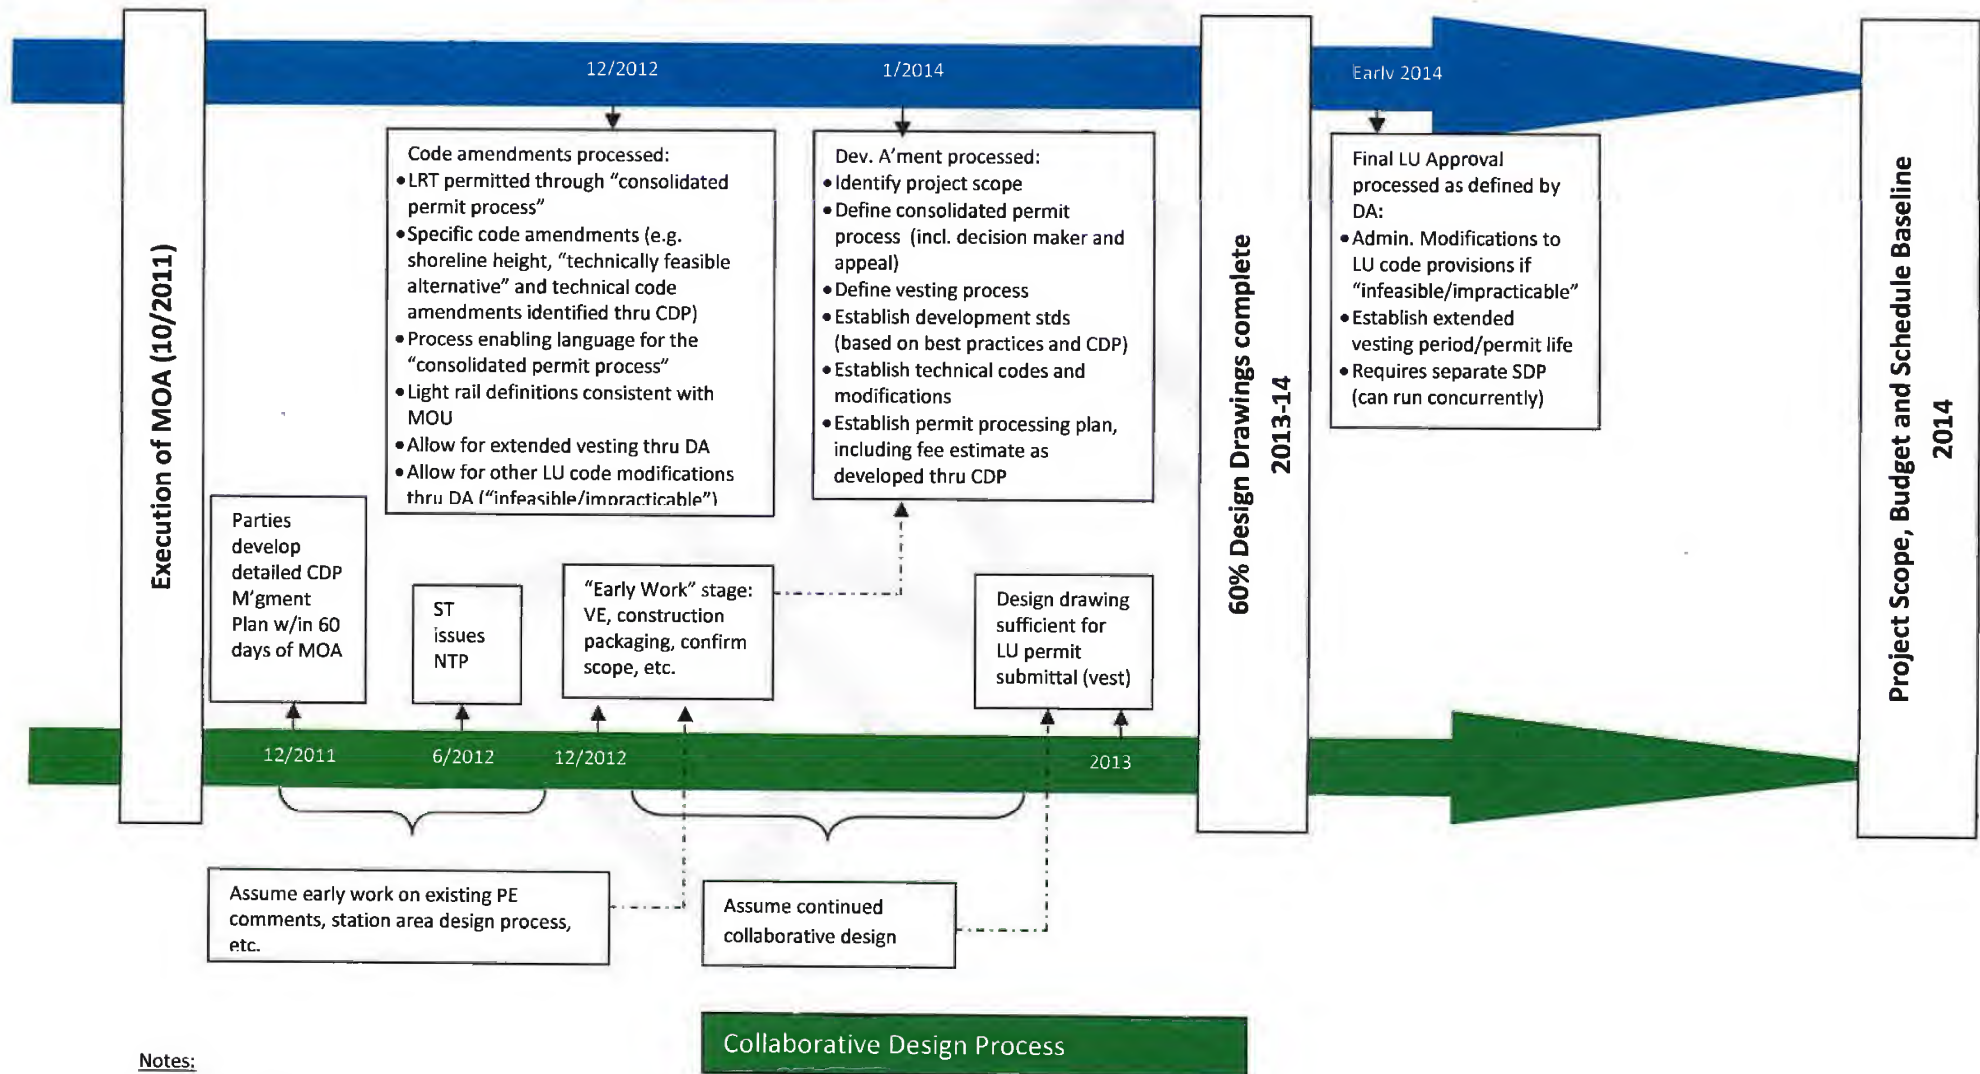 12/2012
1/2014
Early 2014
Execution of MOA (10/2011)
Code amendments processed:
•LRT permitted through “consolidated
permit process”
•Specific code amendments (e.g.
shoreline height, “technically feasible
alternative” and technical code
amendments identified thru CDP)
•Process enabling language for the
“consolidated permit process”
•Light rail definitions consistent with
MOU
•Allow for extended vesting thru DA
•Allow for other LU code modifications
thru DA (“infeasible/impracticable”)
Dev. A’ment processed:
•Identify project scope
•Define consolidated permit
process (incl. decision maker and
appeal)
•Define vesting process
•Establish development stds
(based on best practices and CDP)
•Establish technical codes and
modifications
•Establish permit processing plan,
including fee estimate as
developed thru CDP
60% Design Drawings complete
2013-14
Final LU Approval
processed as defined by
DA:
•Admin. Modifications to
LU code provisions if
“infeasible/impracticable”
•Establish extended
vesting period/permit life
•Requires separate SDP
(can run concurrently)
Project Scope, Budget and Schedule Baseline
2014
Parties
develop
detailed CDP
M’gment
Plan w/in 60
days of MOA
ST
issues
NTP
“Early Work” stage:
VE, construction
packaging, confirm
scope, etc.
Design drawing
sufficient for
LU permit
submittal (vest)
12/2011
6/2012
12/2012
2013
Assume early work on existing PE
comments, station area design process,
etc.
Assume continued
collaborative design
Collaborative Design Process
Notes: